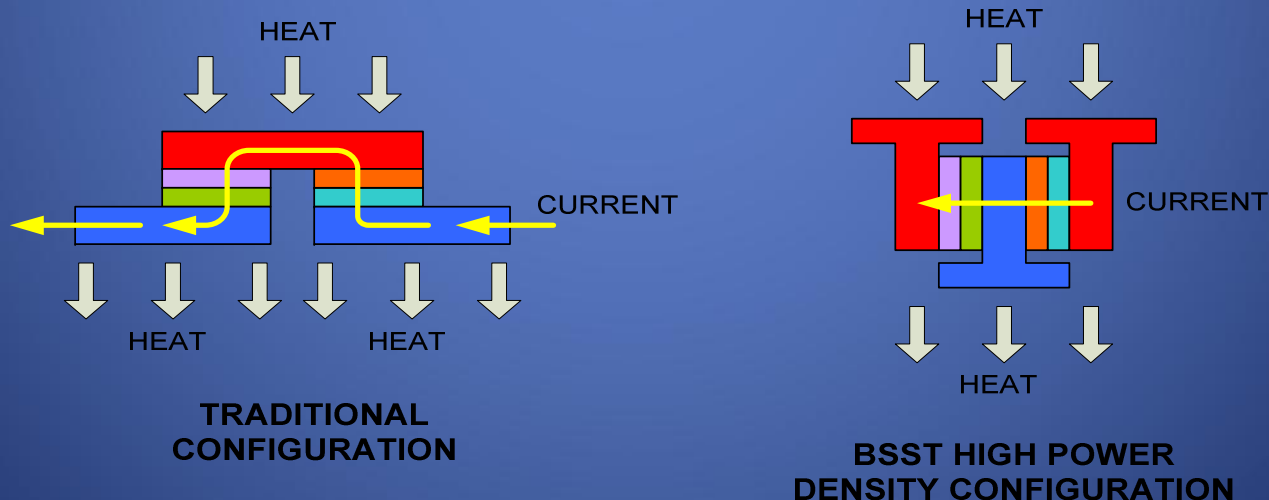 HEAT
CURRENT
HEAT
HEAT
TRADITIONAL
CONFIGURATION
HEAT
CURRENT
HEAT
BSST HIGH POWER
DENSITY CONFIGURATION